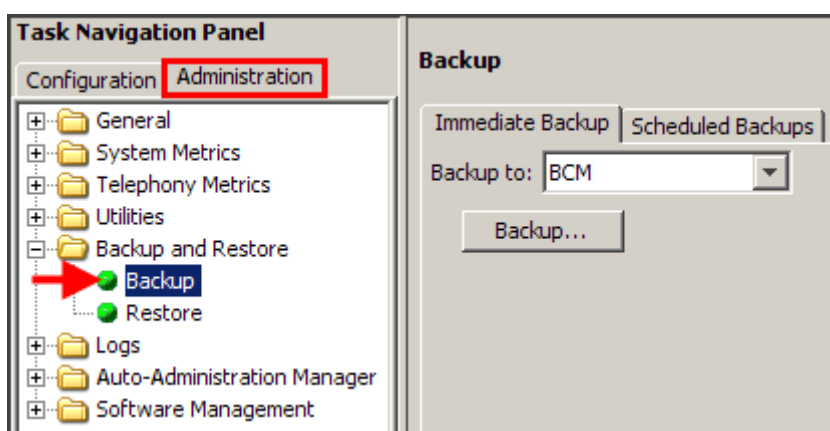 Task Navigation Panel
Configuration
Administration
General
System Metrics
Telephony Metrics
Utilities
Backup and Restore
Backup
Restore
Logs
Auto-Administration Manager
Software Management
Backup
Immediate Backup
Scheduled Backups
Backup to: BCM
Backup...